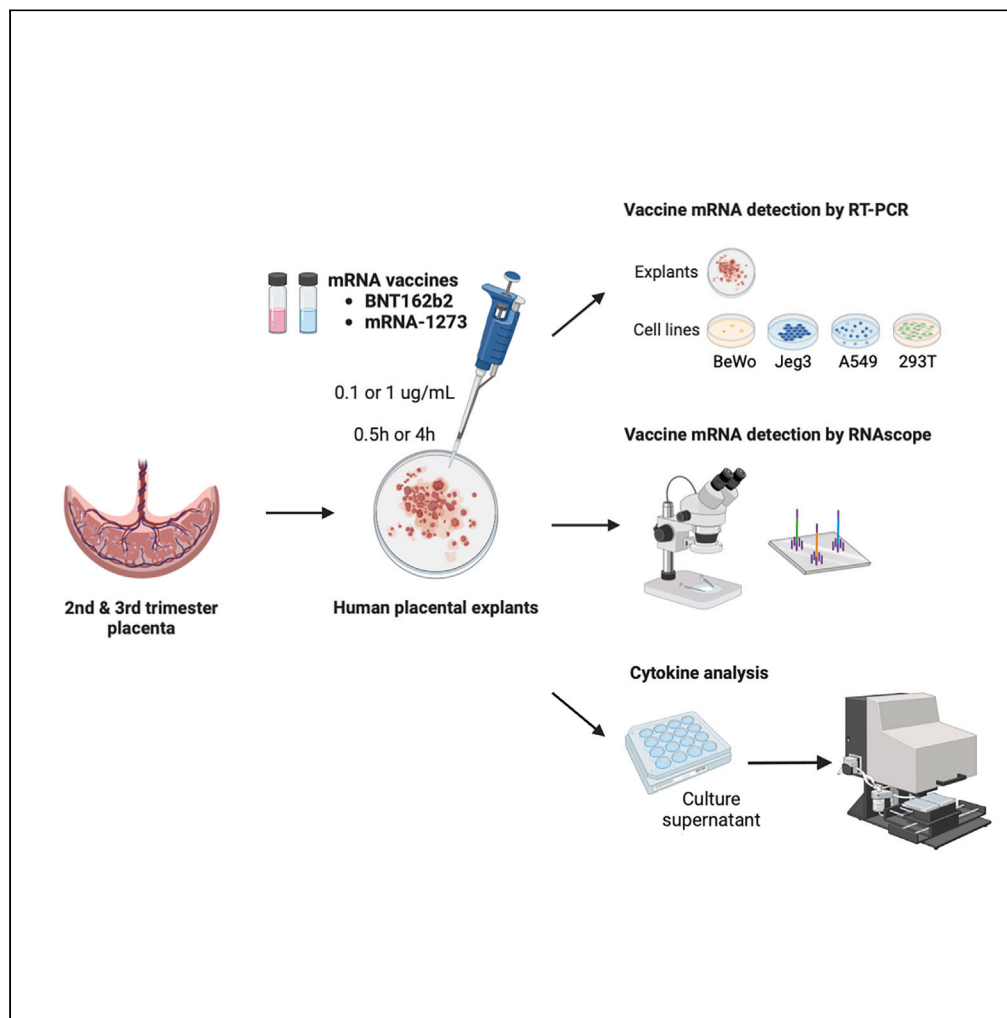 mRNA vaccines
• BNT162b2
• mRNA-1273
0.1 or 1 ug/mL
0.5h or 4h
2nd & 3rd trimester
placenta
Human placental explants
Vaccine mRNA detection by RT-PCR
Explants
Cell lines
BeWo Jeg3 A549 293T
Vaccine mRNA detection by RNAscope
Cytokine analysis
Culture
supernatant